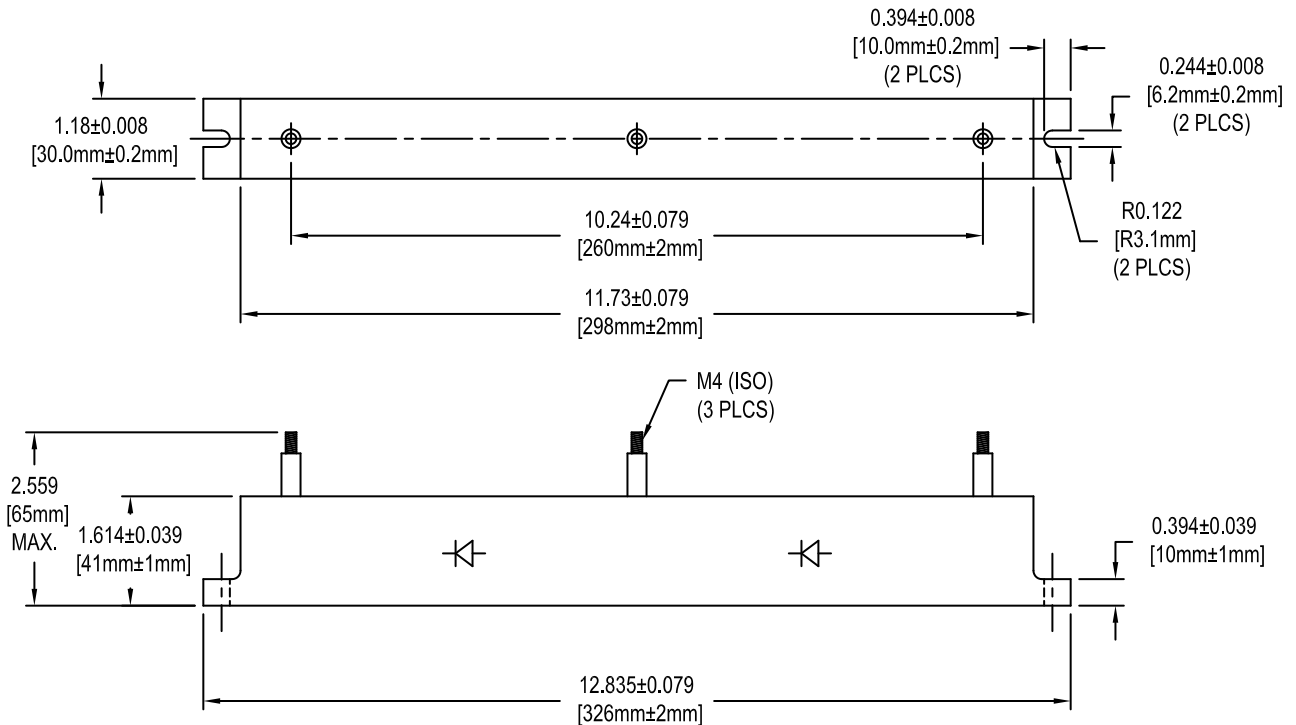 0.394±0.008
[10.0mm±0.2mm]
(2 PLCS)
0.244±0.008
[6.2mm±0.2mm]
(2 PLCS)
1.18±0.008
[30.0mm±0.2mm]
10.24±0.079
[260mm±2mm]
R0.122
[R3.1mm]
(2 PLCS)
11.73±0.079
[298mm±2mm]
M4 (ISO)
(3 PLCS)
2.559
[65mm]
MAX.
1.614±0.039
[41mm±1mm]
0.394±0.039
[10mm±1mm]
12.835±0.079
[326mm±2mm]